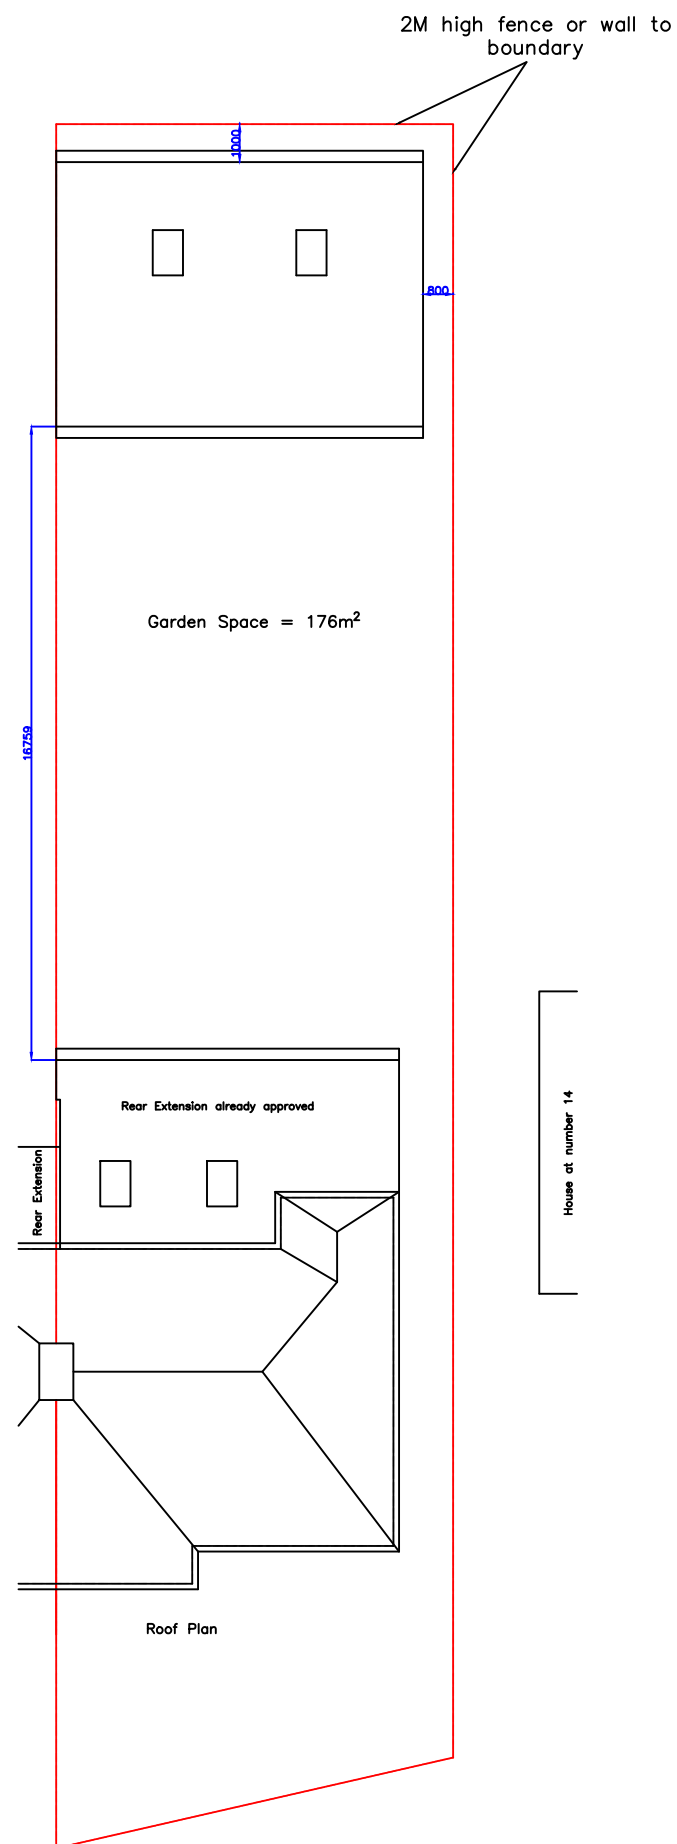 2M high fence or wall to
boundary
1000
800
16759
Garden Space = 176m²
Rear Extension already approved
Rear Extension
House at number 14
Roof Plan